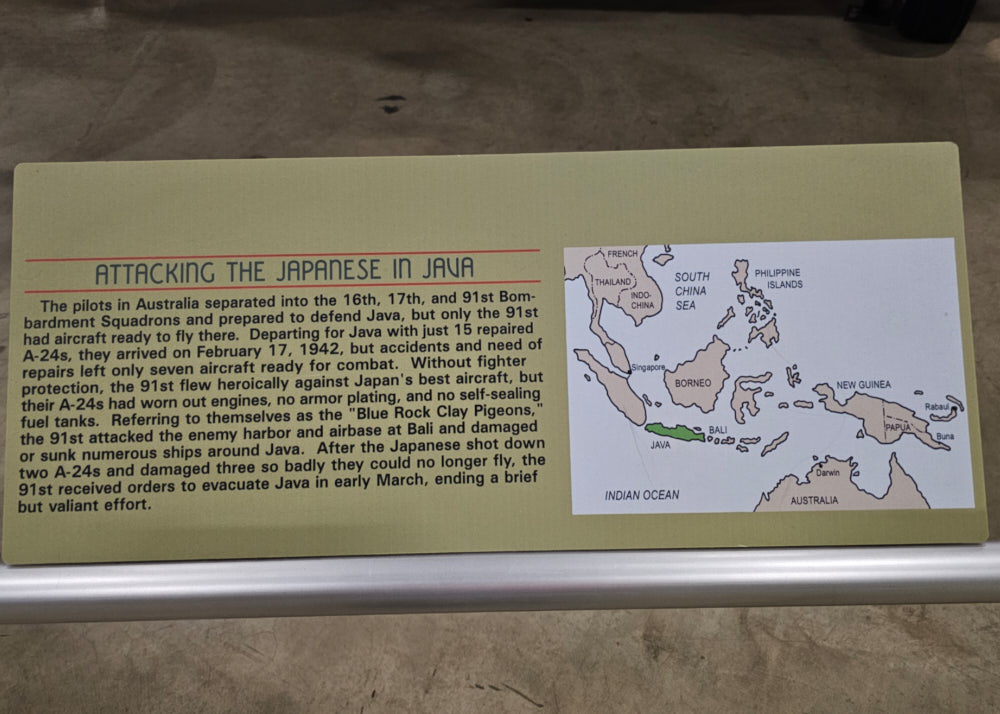 ATTACKING THE JAPANESE IN JAVA
The pilots in Australia separated into the 16th, 17th, and 91st Bom-
bardment Squadrons and prepared to defend Java, but only the 91st
had aircraft ready to fly there. Departing for Java with just 15 repaired
A-24s, they arrived on February 17, 1942, but accidents and need of
repairs left only seven aircraft ready for combat. Without fighter
protection, the 91st flew heroically against Japan's best aircraft, but
their A-24s had worn out engines, no armor plating, and no self-sealing
fuel tanks. Referring to themselves as the "Blue Rock Clay Pigeons,"
the 91st attacked the enemy harbor and airbase at Bali and damaged
or sunk numerous ships around Java. After the Japanese shot down
two A-24s and damaged three so badly they could no longer fly, the
91st received orders to evacuate Java in early March, ending a brief
but valiant effort.
FRENCH
THAILAND
INDO-
CHINA
SOUTH
CHINA
SEA
PHILIPPINE
ISLANDS
Singapore
BORNEO
NEW GUINEA
Rabaul
PAPUA
Buna
BALI
JAVA
Darwin
INDIAN OCEAN
AUSTRALIA